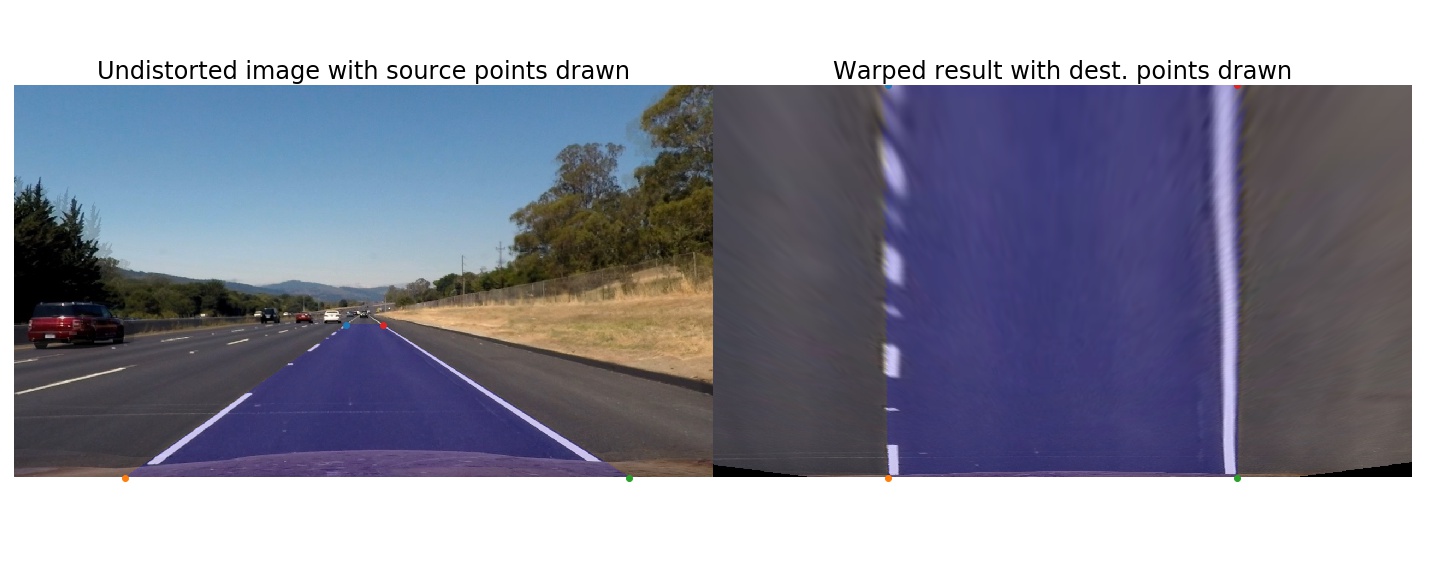 Undistorted image with source points drawn
Warped result with dest. points drawn